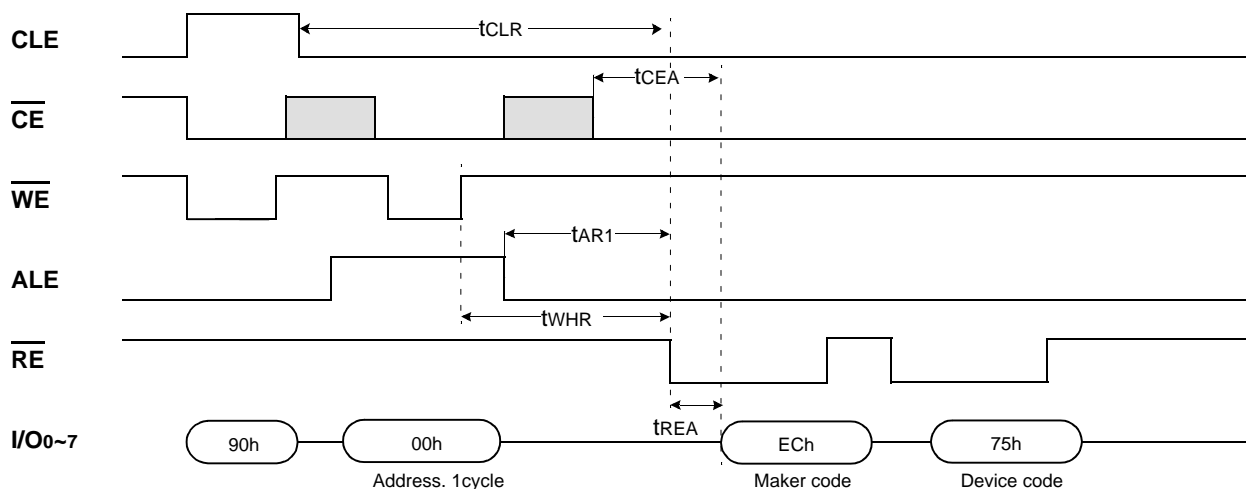 CLE
tCLR
tCEA
CE
WE
tAR1
ALE
tWHR
RE
tREA
I/O0~7
90h
00h
ECh
75h
Address. 1cycle
Maker code
Device code